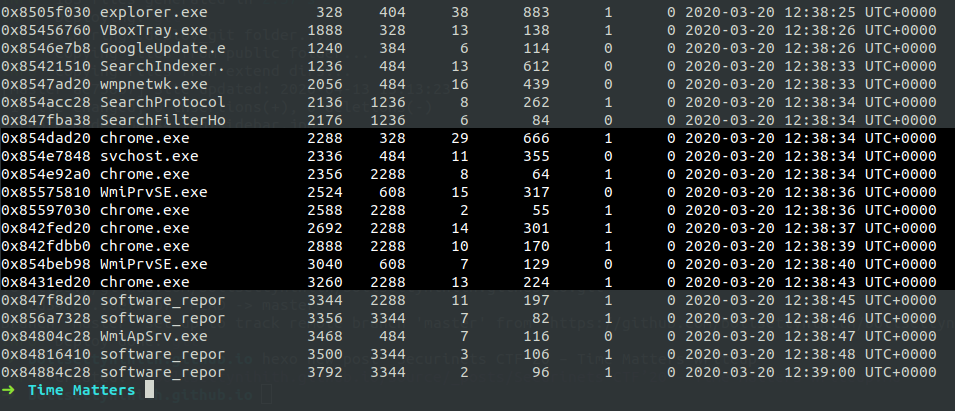 0x8505f030 explorer.exe 328 404 38 883 1 0 2020-03-20 12:38:25 UTC+0000
0x85456760 VBoxTray.exe 1888 328 13 138 1 0 2020-03-20 12:38:26 UTC+0000
0x8546e7b8 GoogleUpdate.e 1240 384 6 114 0 0 2020-03-20 12:38:26 UTC+0000
0x85421510 SearchIndexer. 1236 484 13 612 0 0 2020-03-20 12:38:33 UTC+0000
0x8547ad20 wmpnetwk.exe 2056 484 16 439 0 0 2020-03-20 12:38:33 UTC+0000
0x854acc28 SearchProtocol 2136 1236 8 262 1 0 2020-03-20 12:38:34 UTC+0000
0x847fba38 SearchFilterHo 2176 1236 6 84 0 0 2020-03-20 12:38:34 UTC+0000
0x854dad20 chrome.exe 2288 328 29 666 1 0 2020-03-20 12:38:34 UTC+0000
0x854e7848 svchost.exe 2336 484 11 355 0 0 2020-03-20 12:38:34 UTC+0000
0x854e92a0 chrome.exe 2356 2288 8 64 1 0 2020-03-20 12:38:34 UTC+0000
0x85575810 WmiPrvSE.exe 2524 608 15 317 0 0 2020-03-20 12:38:36 UTC+0000
0x85597030 chrome.exe 2588 2288 2 55 1 0 2020-03-20 12:38:36 UTC+0000
0x842fed20 chrome.exe 2692 2288 14 301 1 0 2020-03-20 12:38:37 UTC+0000
0x842fdbb0 chrome.exe 2888 2288 10 170 1 0 2020-03-20 12:38:39 UTC+0000
0x854beb98 WmiPrvSE.exe 3040 608 7 129 0 0 2020-03-20 12:38:40 UTC+0000
0x8431ed20 chrome.exe 3260 2288 13 224 1 0 2020-03-20 12:38:43 UTC+0000
0x847f8d20 software_repor 3344 2288 11 197 1 0 2020-03-20 12:38:45 UTC+0000
0x856a7328 software_repor 3356 3344 7 82 1 0 2020-03-20 12:38:46 UTC+0000
0x84804c28 WmiApSrv.exe 3468 484 7 116 0 0 2020-03-20 12:38:47 UTC+0000
0x84816410 software_repor 3500 3344 3 106 1 0 2020-03-20 12:38:48 UTC+0000
0x84884c28 software_repor 3792 3344 2 96 1 0 2020-03-20 12:39:00 UTC+0000
➜ Time Matters